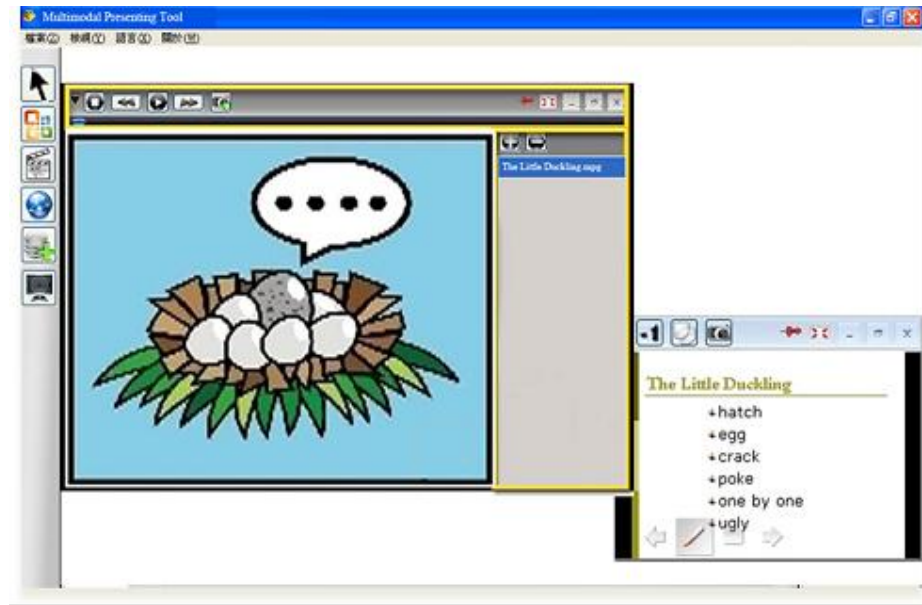 Multimodal Presenting Tool
檔案(Z) 檢視(Y) 語言(X) 關於(W)
The Little Duckling.mpg
The Little Duckling
+hatch
+egg
+crack
+poke
+one by one
+ugly